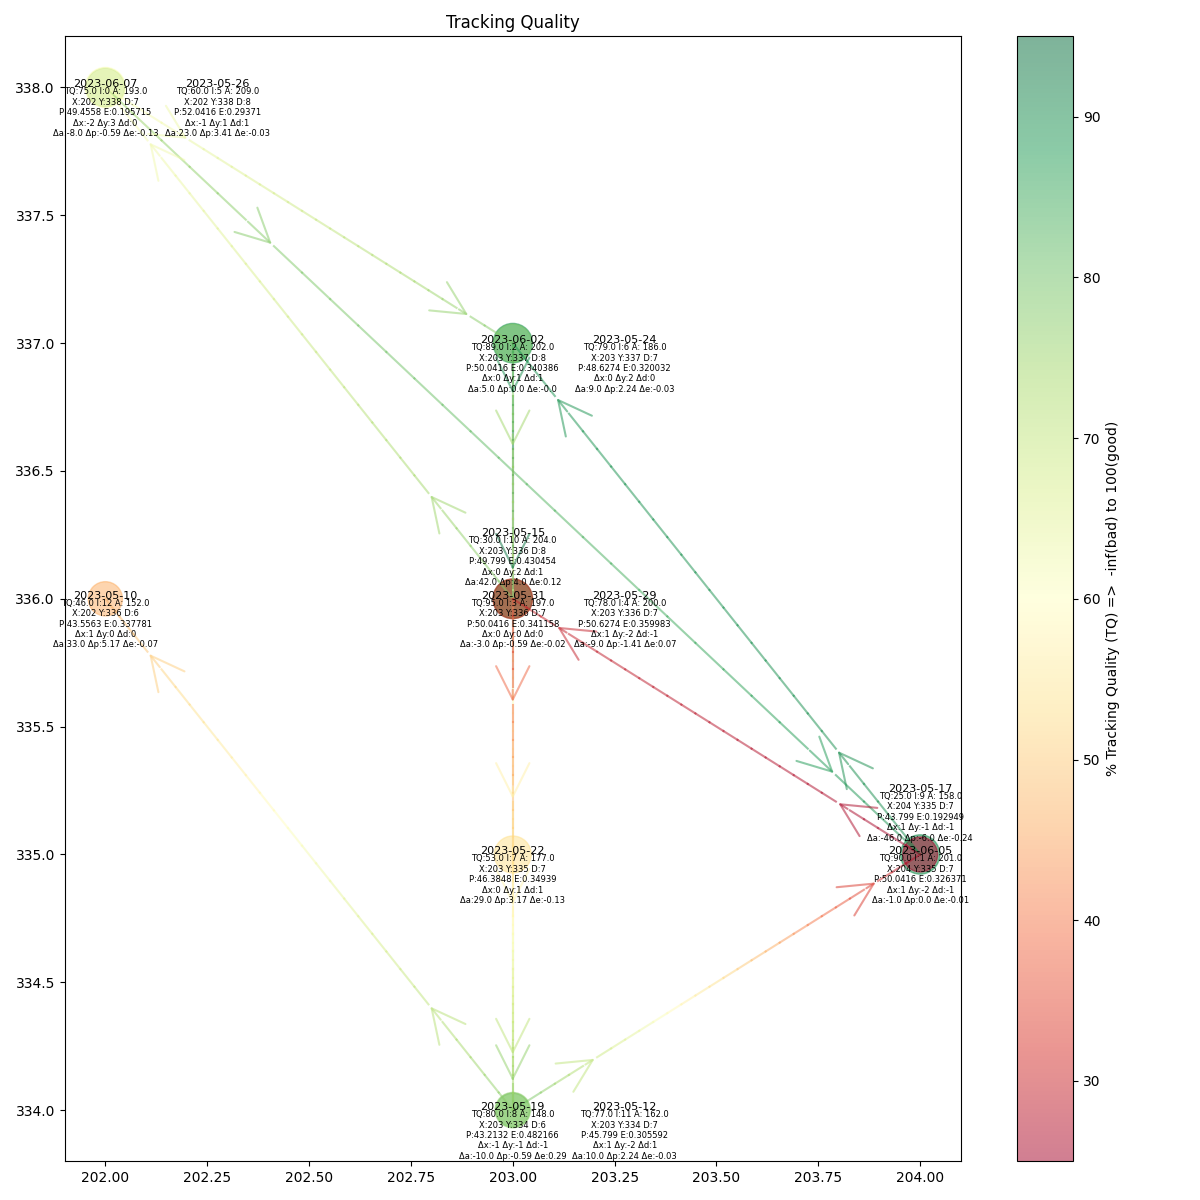 Tracking Quality
338.0
337.5
337.0
336.5
336.0
335.5
335.0
334.5
334.0
202.00
202.25
202.50
202.75
203.00
203.25
203.50
203.75
204.00
2023-06-07
TQ:75.0 I:0 A: 193.0
X:202 Y:338 D:7
P:49.4558 E:0.195715
Δx:-2 Δy:3 Δd:0
Δa:-8.0 Δp:-0.59 Δe:-0.13
2023-05-26
TQ:60.0 I:5 A: 209.0
X:202 Y:338 D:8
P:52.0416 E:0.29371
Δx:-1 Δy:1 Δd:1
Δa:23.0 Δp:3.41 Δe:-0.03
2023-06-02
TQ:89.0 I:2 A: 202.0
X:203 Y:337 D:8
P:50.0416 E:0.340386
Δx:0 Δy:1 Δd:1
Δa:5.0 Δp:0.0 Δe:-0.0
2023-05-24
TQ:79.0 I:6 A: 186.0
X:203 Y:337 D:7
P:48.6274 E:0.320032
Δx:0 Δy:2 Δd:0
Δa:9.0 Δp:2.24 Δe:-0.03
2023-05-15
TQ:30.0 I:10 A: 204.0
X:203 Y:336 D:8
P:49.799 E:0.430454
Δx:0 Δy:2 Δd:1
Δa:42.0 Δp:4.0 Δe:0.12
2023-05-31
TQ:95.0 I:3 A: 197.0
X:203 Y:336 D:7
P:50.0416 E:0.341158
Δx:0 Δy:0 Δd:0
Δa:-3.0 Δp:-0.59 Δe:-0.02
2023-05-29
TQ:78.0 I:4 A: 200.0
X:203 Y:336 D:7
P:50.6274 E:0.359983
Δx:1 Δy:-2 Δd:-1
Δa:-9.0 Δp:-1.41 Δe:0.07
2023-05-10
TQ:46.0 I:12 A: 152.0
X:202 Y:336 D:6
P:43.5563 E:0.337781
Δx:1 Δy:0 Δd:0
Δa:33.0 Δp:5.17 Δe:-0.07
2023-05-17
TQ:25.0 I:9 A: 158.0
X:204 Y:335 D:7
P:43.799 E:0.192949
Δx:1 Δy:-1 Δd:-1
Δa:-46.0 Δp:-6.0 Δe:-0.24
2023-06-05
TQ:90.0 I:1 A: 201.0
X:204 Y:335 D:7
P:50.0416 E:0.326371
Δx:1 Δy:-2 Δd:-1
Δa:-1.0 Δp:0.0 Δe:-0.01
2023-05-22
TQ:53.0 I:7 A: 177.0
X:203 Y:335 D:7
P:46.3848 E:0.34939
Δx:0 Δy:1 Δd:1
Δa:29.0 Δp:3.17 Δe:-0.13
2023-05-19
TQ:80.0 I:8 A: 148.0
X:203 Y:334 D:6
P:43.2132 E:0.482166
Δx:-1 Δy:-1 Δd:-1
Δa:-10.0 Δp:-0.59 Δe:0.29
2023-05-12
TQ:77.0 I:11 A: 162.0
X:203 Y:334 D:7
P:45.799 E:0.305592
Δx:1 Δy:-2 Δd:1
Δa:10.0 Δp:2.24 Δe:-0.03
90
80
70
60
50
40
30
% Tracking Quality (TQ) =>  -inf(bad) to 100(good)